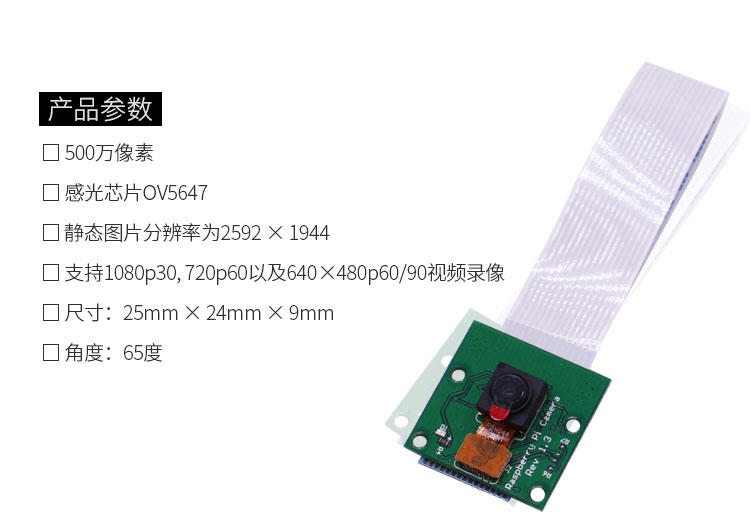 产品参数
□ 500万像素
□ 感光芯片OV5647
□ 静态图片分辨率为2592 × 1944
□ 支持1080p30, 720p60以及640×480p60/90视频录像
□ 尺寸：25mm × 24mm × 9mm
□ 角度：65度
Raspberry Pi Camera
Rev 1.3